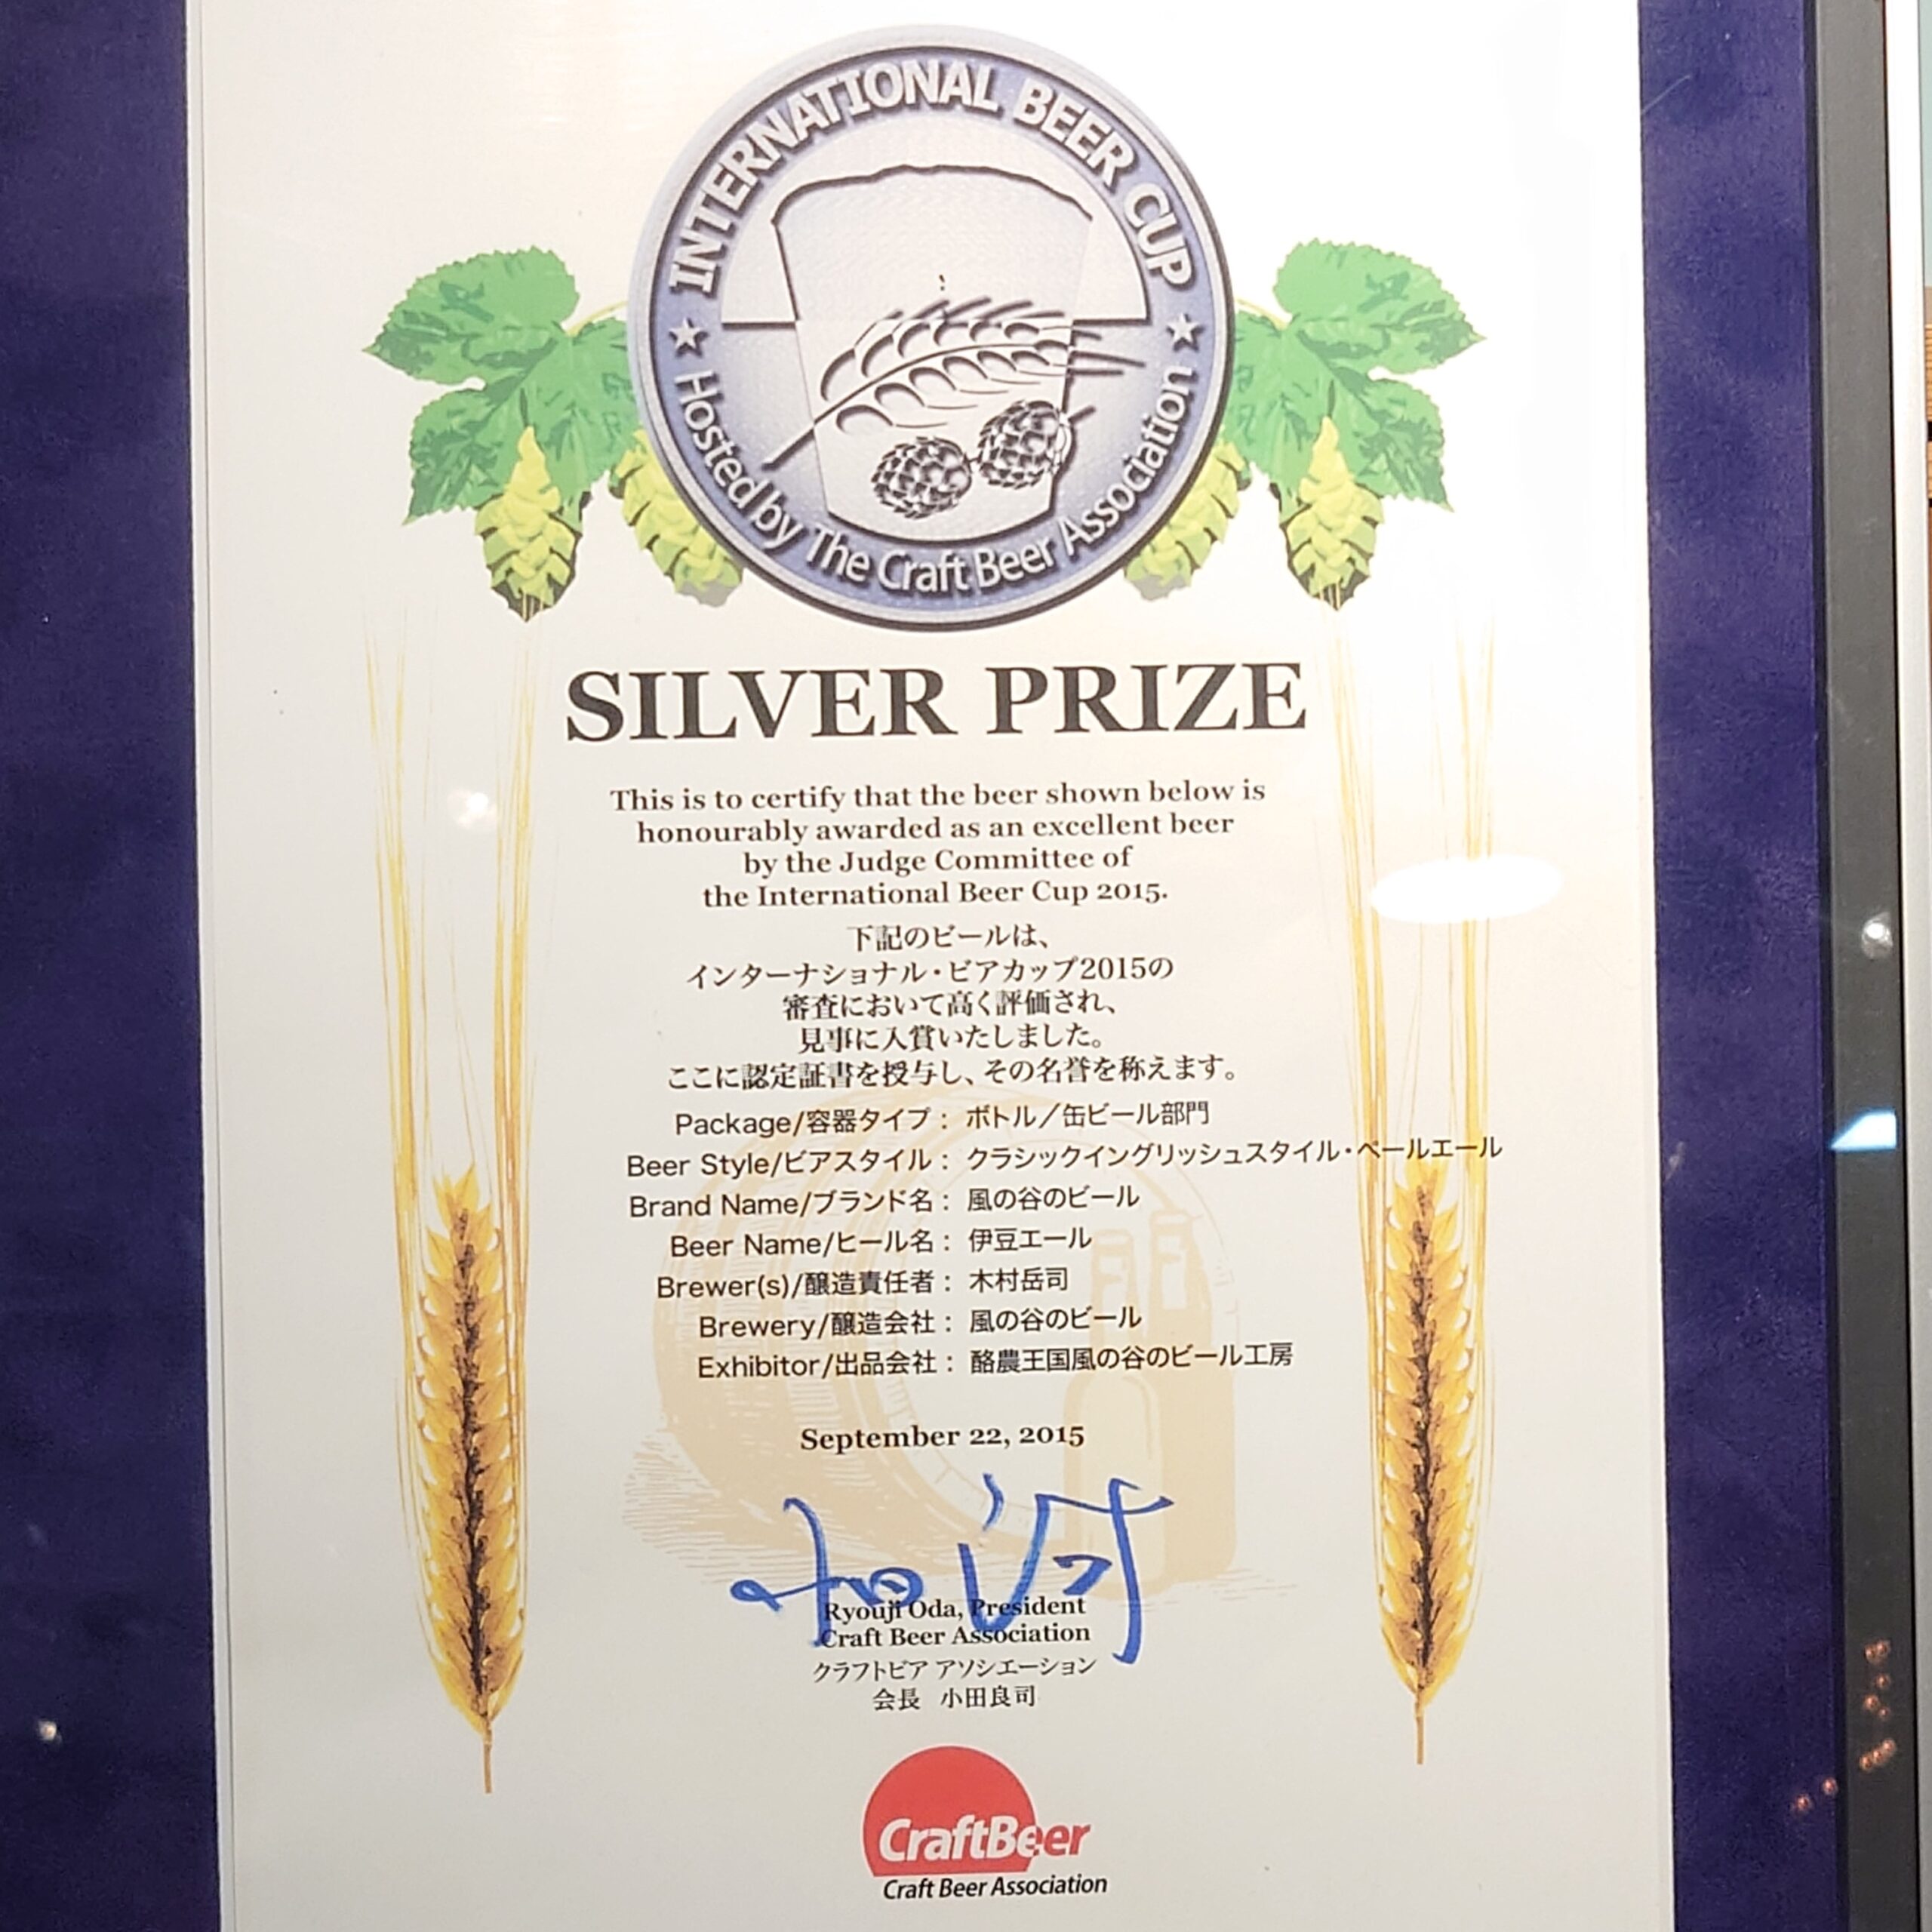 INTERNATIONAL BEER CUP
Hosted by The Craft Beer Association
SILVER PRIZE
This is to certify that the beer shown below is
honourably awarded as an excellent beer
by the Judge Committee of
the International Beer Cup 2015.
下記のビールは、
インターナショナル・ビアカップ2015の
審査において高く評価され、
見事に入賞いたしました。
ここに認定証書を授与し、その名誉を称えます。
Package/容器タイプ： ボトル／缶ビール部門
Beer Style/ビアスタイル： クラシックイングリッシュスタイル・ペールエール
Brand Name/ブランド名： 風の谷のビール
Beer Name/ヒール名： 伊豆エール
Brewer(s)/醸造責任者： 木村岳司
Brewery/醸造会社： 風の谷のビール
Exhibitor/出品会社： 酪農王国風の谷のビール工房
September 22, 2015
Ryouji Oda, President
Craft Beer Association
クラフトビア アソシエーション
会長 小田良司
CraftBeer
Craft Beer Association